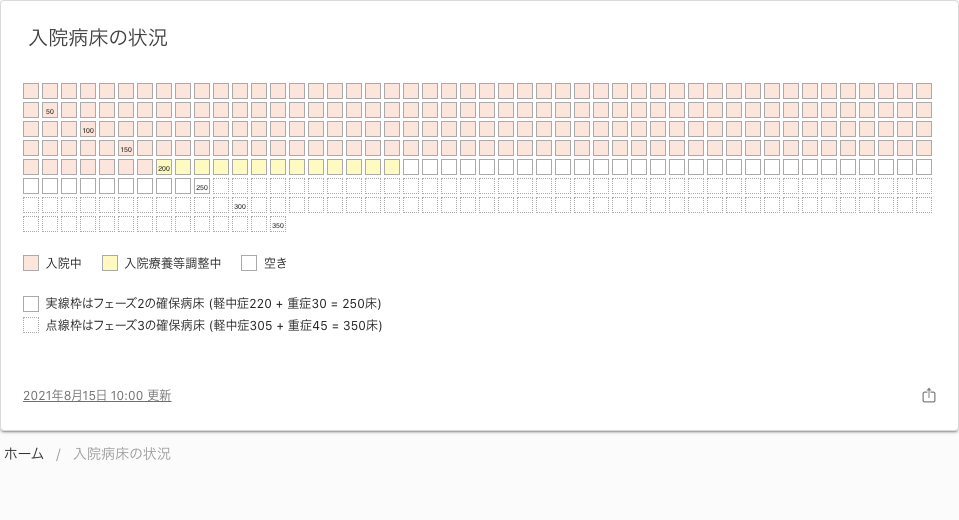 入院病床の状況
50
100
150
200
250
300
350
入院中 入院療養等調整中 空き
実線枠はフェーズ2の確保病床 (軽中症220 + 重症30 = 250床)
点線枠はフェーズ3の確保病床 (軽中症305 + 重症45 = 350床)
2021年8月15日 10:00 更新
ホーム / 入院病床の状況